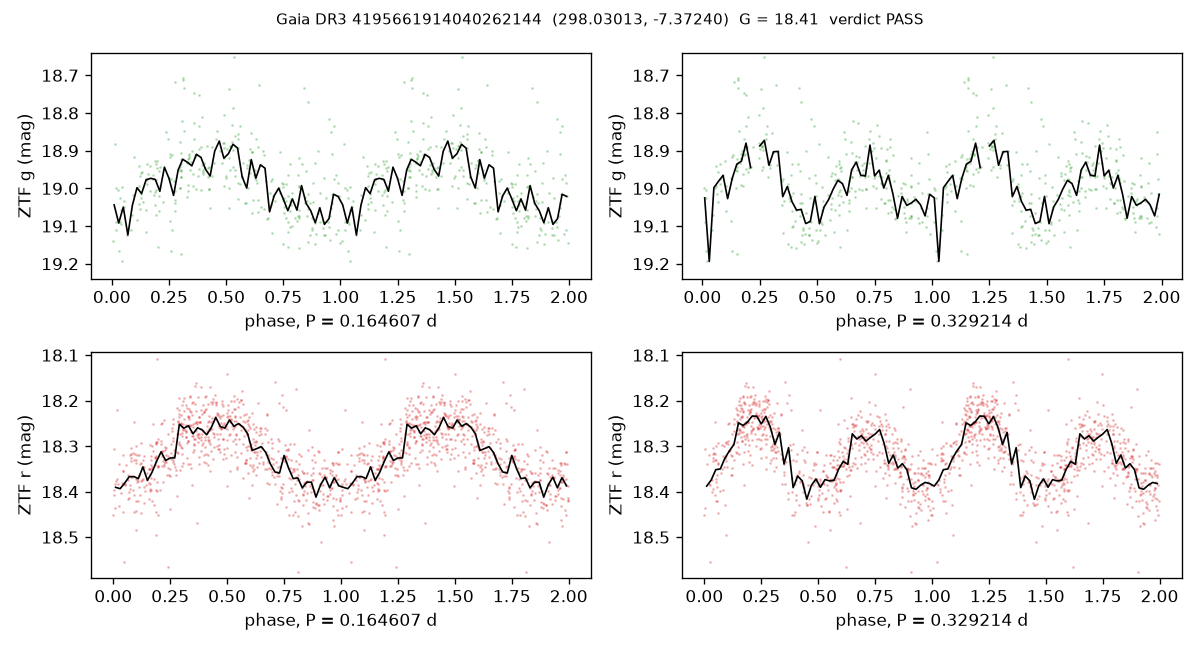 Gaia DR3 4195661914040262144  (298.03013, -7.37240)  G = 18.41  verdict PASS
ZTF g (mag)
18.7
18.8
18.9
19.0
19.1
19.2
0.00 0.25 0.50 0.75 1.00 1.25 1.50 1.75 2.00
phase, P = 0.164607 d
ZTF g (mag)
18.7
18.8
18.9
19.0
19.1
19.2
0.00 0.25 0.50 0.75 1.00 1.25 1.50 1.75 2.00
phase, P = 0.329214 d
ZTF r (mag)
18.1
18.2
18.3
18.4
18.5
0.00 0.25 0.50 0.75 1.00 1.25 1.50 1.75 2.00
phase, P = 0.164607 d
ZTF r (mag)
18.1
18.2
18.3
18.4
18.5
0.00 0.25 0.50 0.75 1.00 1.25 1.50 1.75 2.00
phase, P = 0.329214 d